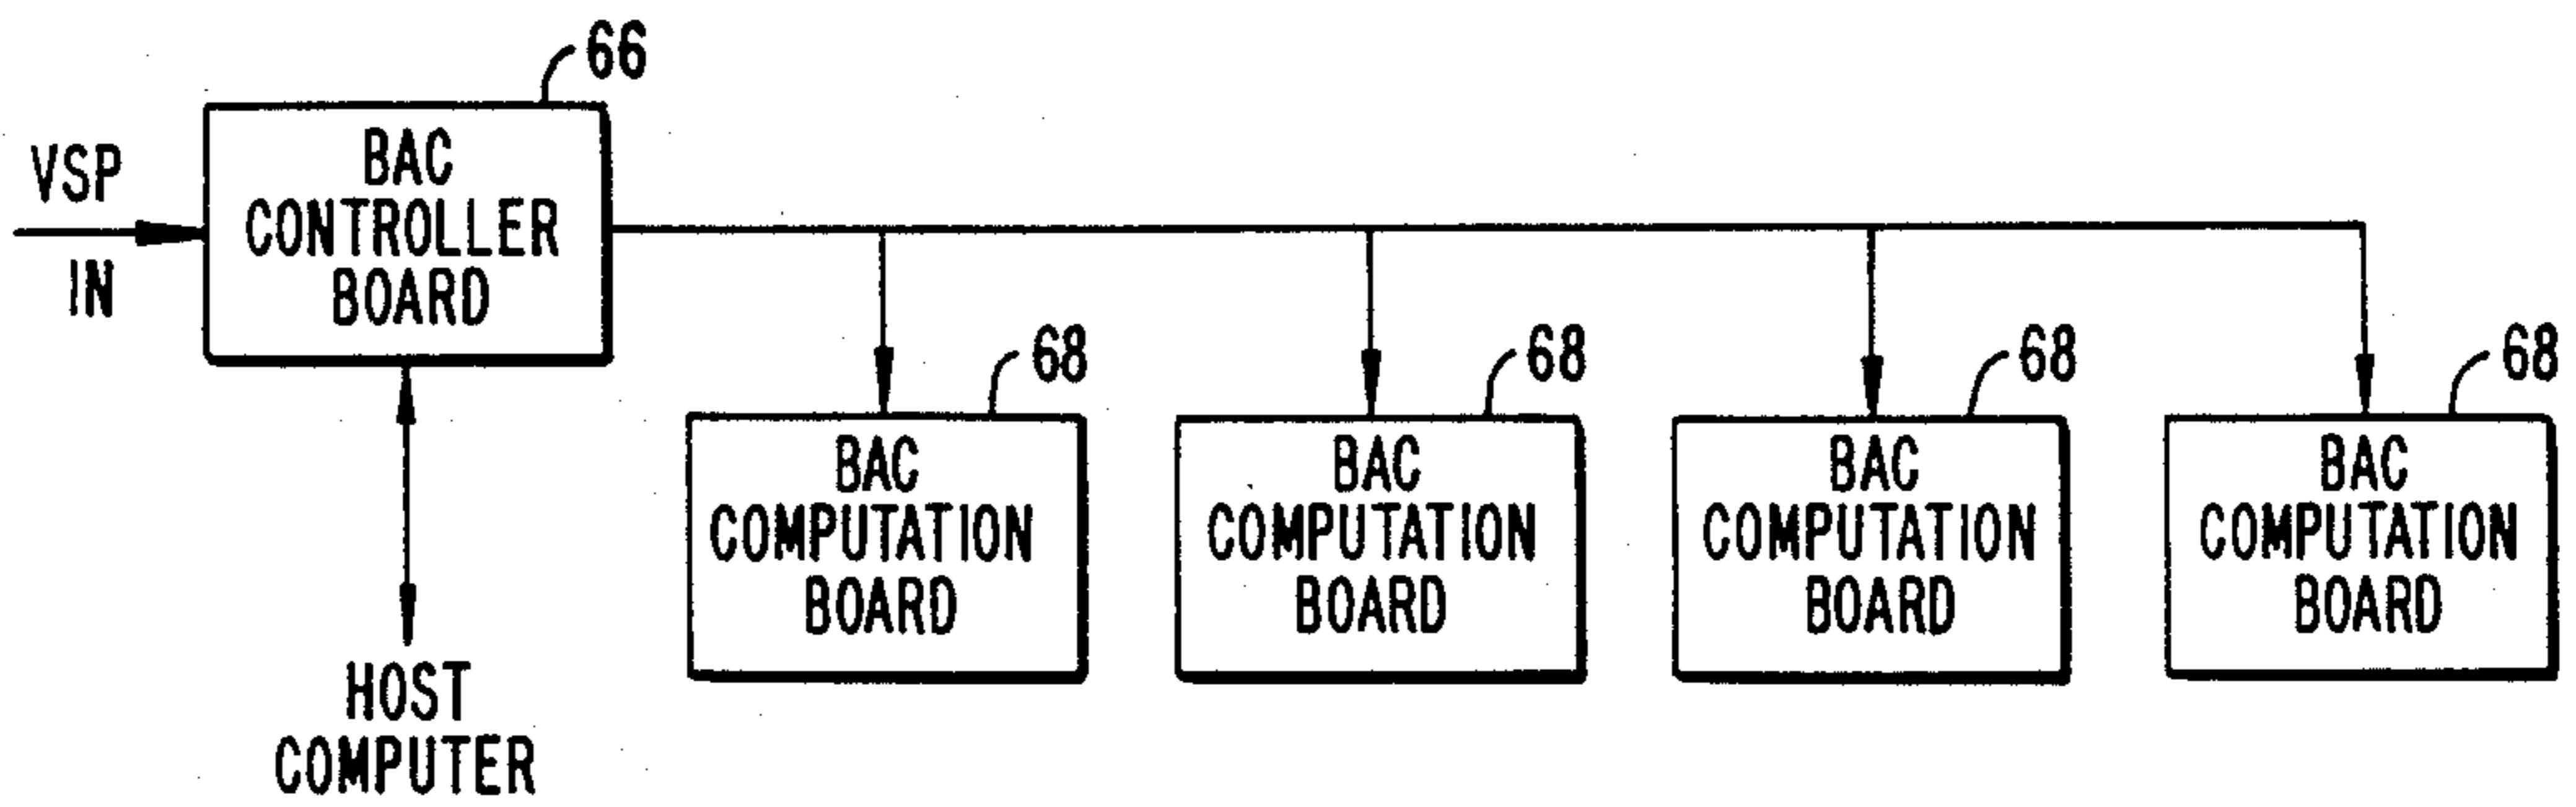 66
BAC
CONTROLLER
BOARD
VSP
IN
HOST
COMPUTER
68
BAC
COMPUTATION
BOARD
68
BAC
COMPUTATION
BOARD
68
BAC
COMPUTATION
BOARD
68
BAC
COMPUTATION
BOARD